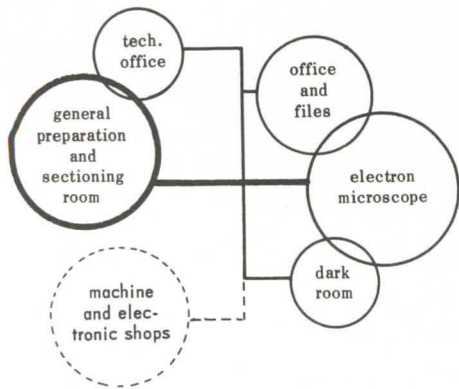 tech.
office
office
and
files
general
preparation
and
sectioning
room
electron
microscope
dark
room
machine
and elec-
tronic shops